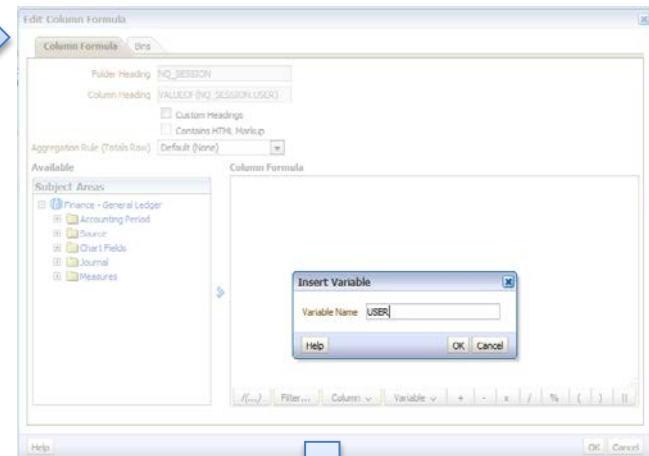 Edit Column Formula
Column Formula Bins
Folder Heading NQ_SESSION
Column Heading VALUEOF(NQ_SESSION.USER)
Custom Headings
Contains HTML Markup
Aggregation Rule (Totals Row) Default (None)
Available Column Formula
Subject Areas
Finance - General Ledger
Accounting Period
Source
Chart Fields
Journal
Measures
Insert Variable
Variable Name USER
Help OK Cancel
f(...) Filter... Column Variable + - x / % ( ) ||
Help OK Cancel